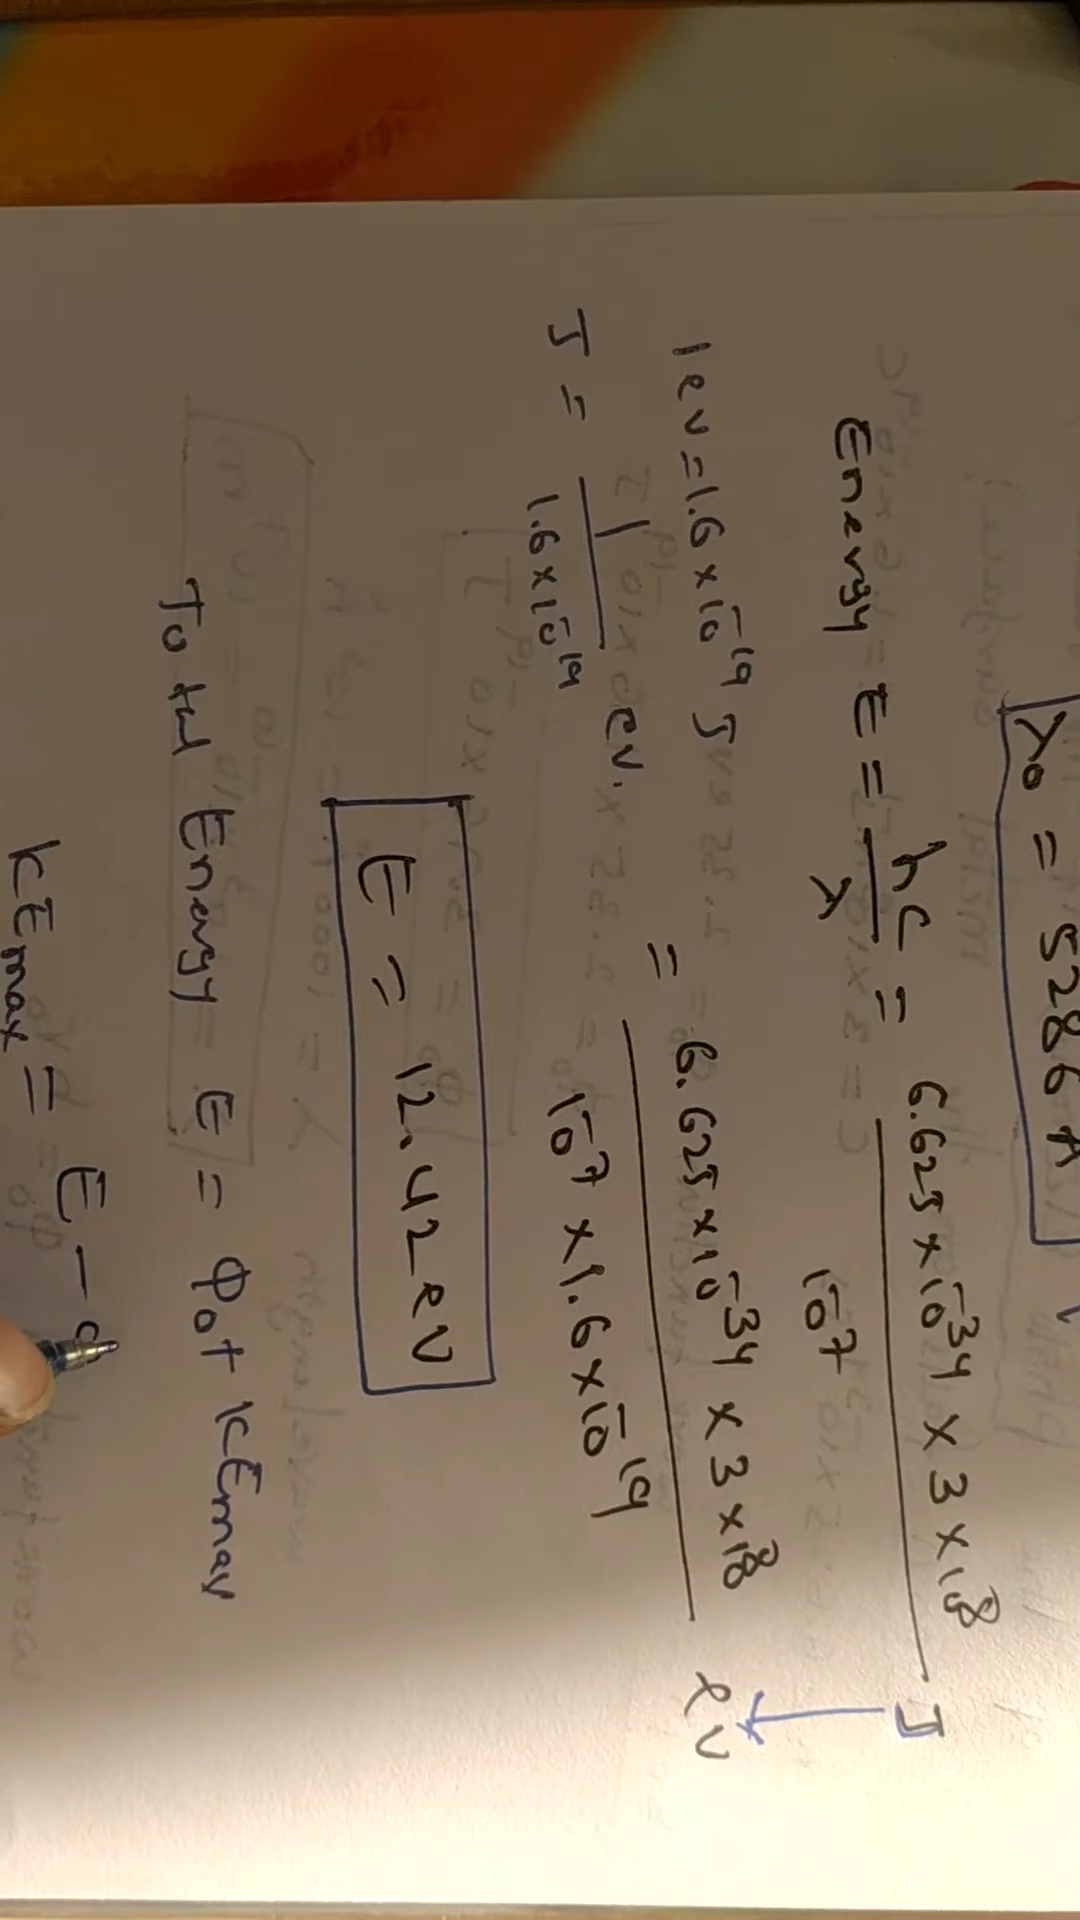 λ₀ = 5286 A
Energy E = hc/λ = 6.625 × 10⁻³⁴ × 3 × 10⁸ / 10⁻⁷ J
1 ev = 1.6 × 10⁻¹⁹ J
= 6.625 × 10⁻³⁴ × 3 × 10⁸ / 10⁻⁷ × 1.6 × 10⁻¹⁹ ev
J = 1 / 1.6 × 10⁻¹⁹ ev.
E = 12.42 ev
Total Energy E = Φ₀ + KEmax
KEmax = E −